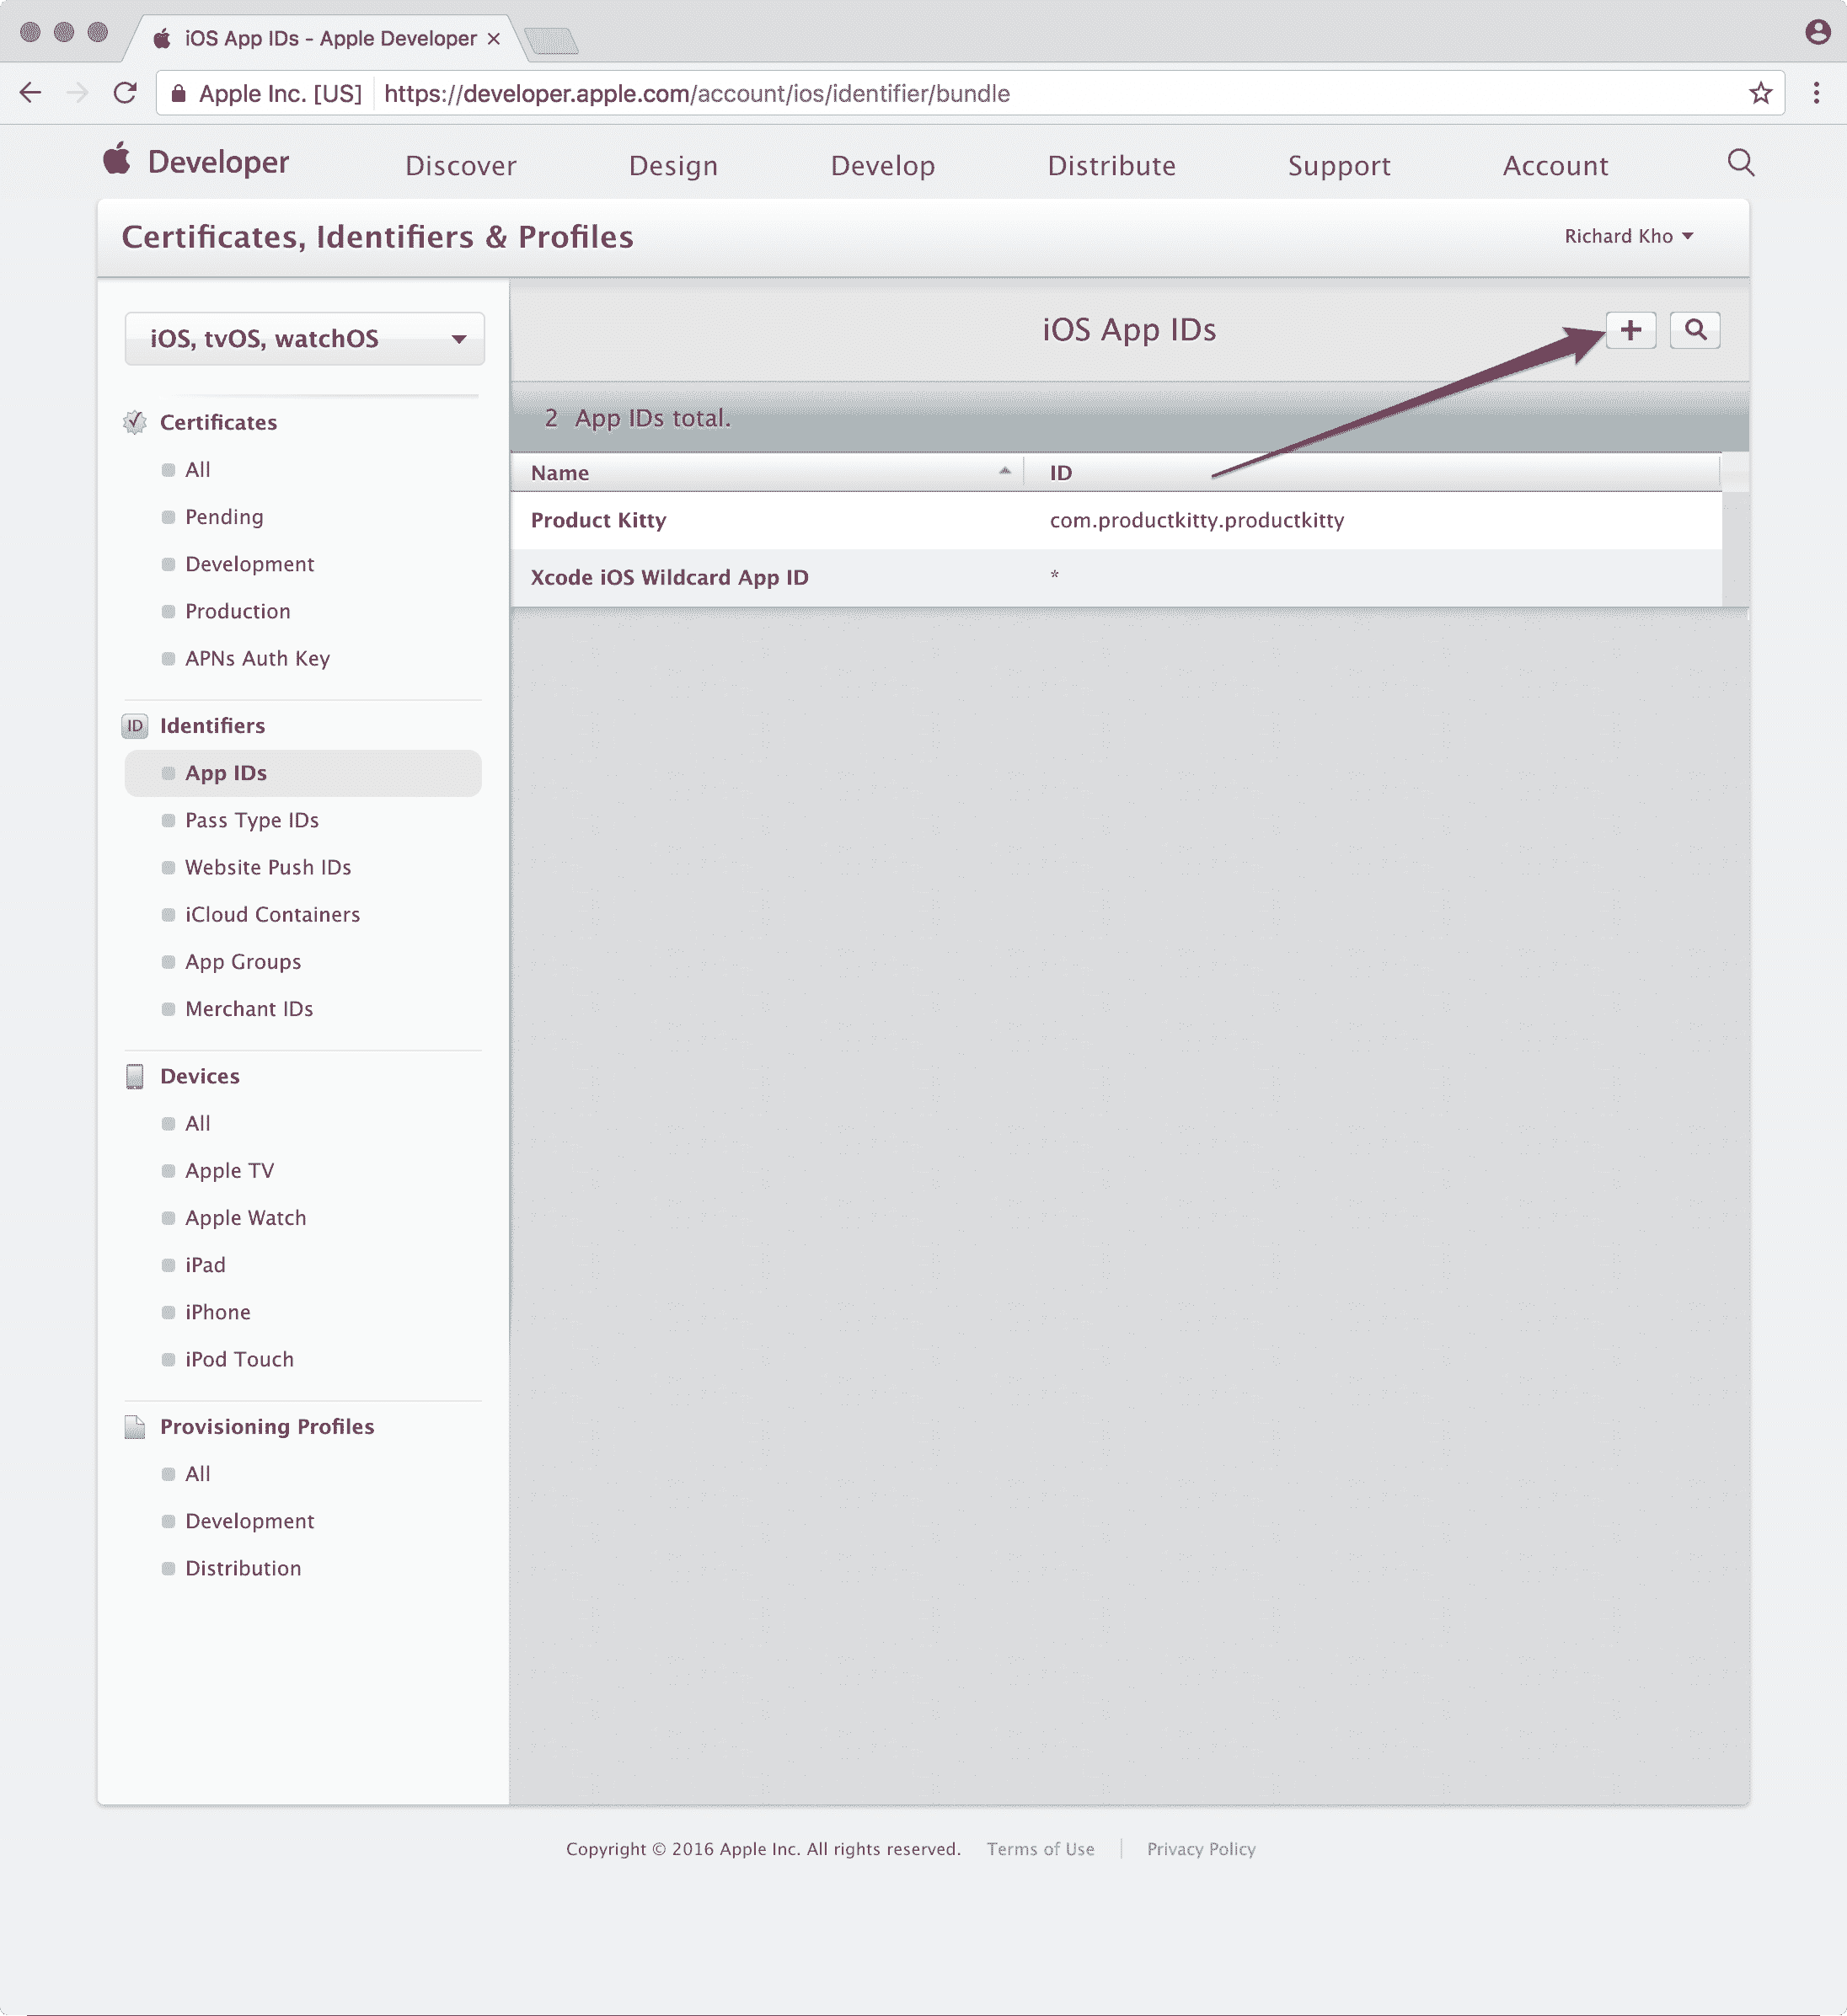 iOS App IDs - Apple Developer
Apple Inc. [US] https://developer.apple.com/account/ios/identifier/bundle
Developer Discover Design Develop Distribute Support Account
Certificates, Identifiers & Profiles Richard Kho
iOS, tvOS, watchOS
iOS App IDs
Certificates
All
Pending
Development
Production
APNs Auth Key
ID Identifiers
App IDs
Pass Type IDs
Website Push IDs
iCloud Containers
App Groups
Merchant IDs
Devices
All
Apple TV
Apple Watch
iPad
iPhone
iPod Touch
Provisioning Profiles
All
Development
Distribution
2 App IDs total.
Name ID
Product Kitty com.productkitty.productkitty
Xcode iOS Wildcard App ID *
Copyright © 2016 Apple Inc. All rights reserved. Terms of Use Privacy Policy